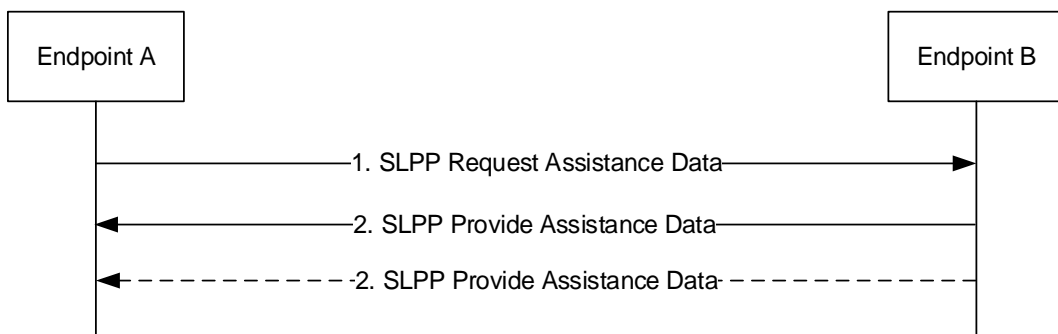 Endpoint A
Endpoint B
1. SLPP Request Assistance Data
2. SLPP Provide Assistance Data
2. SLPP Provide Assistance Data